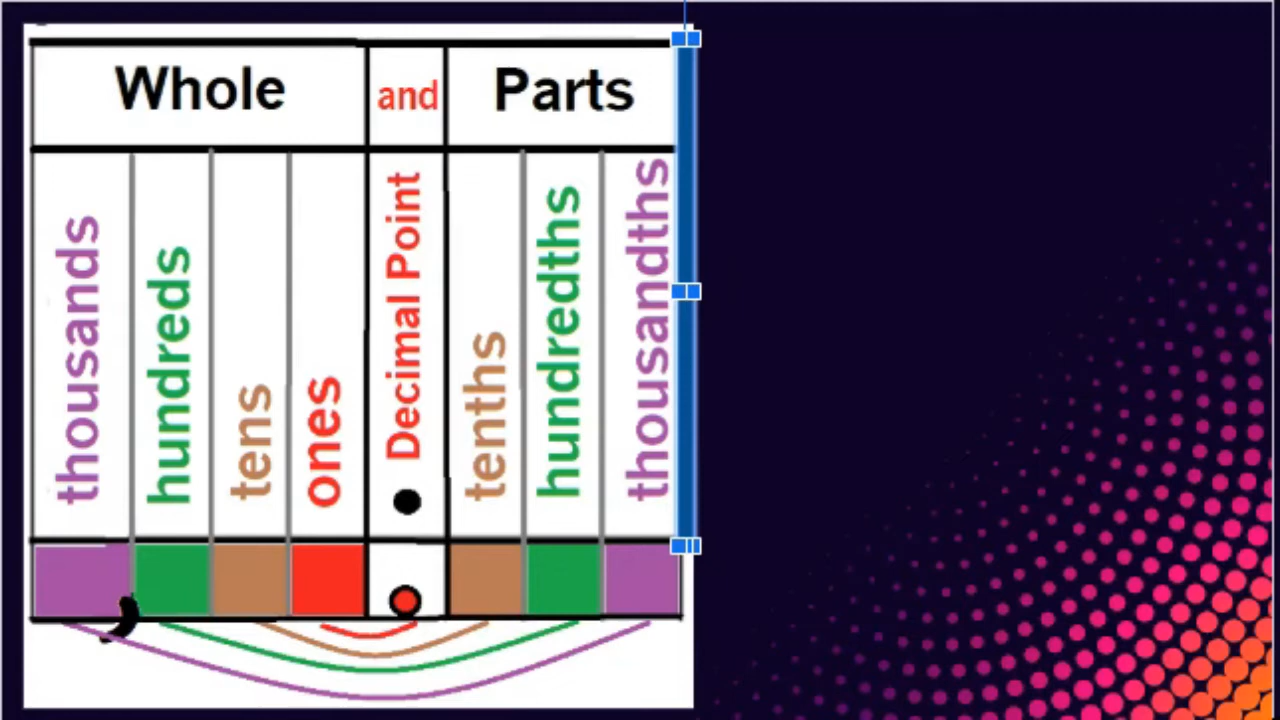 Whole and Parts
thousands
hundreds
tens
ones
Decimal Point
tenths
hundredths
thousandths